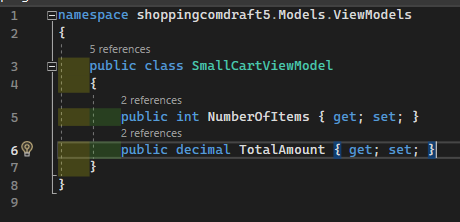 1 namespace shoppingcomdraft5.Models.ViewModels
2 {
5 references
3 public class SmallCartViewModel
4 {
2 references
5 public int NumberOfItems { get; set; }
2 references
6 public decimal TotalAmount { get; set; }
7 }
8 }
9